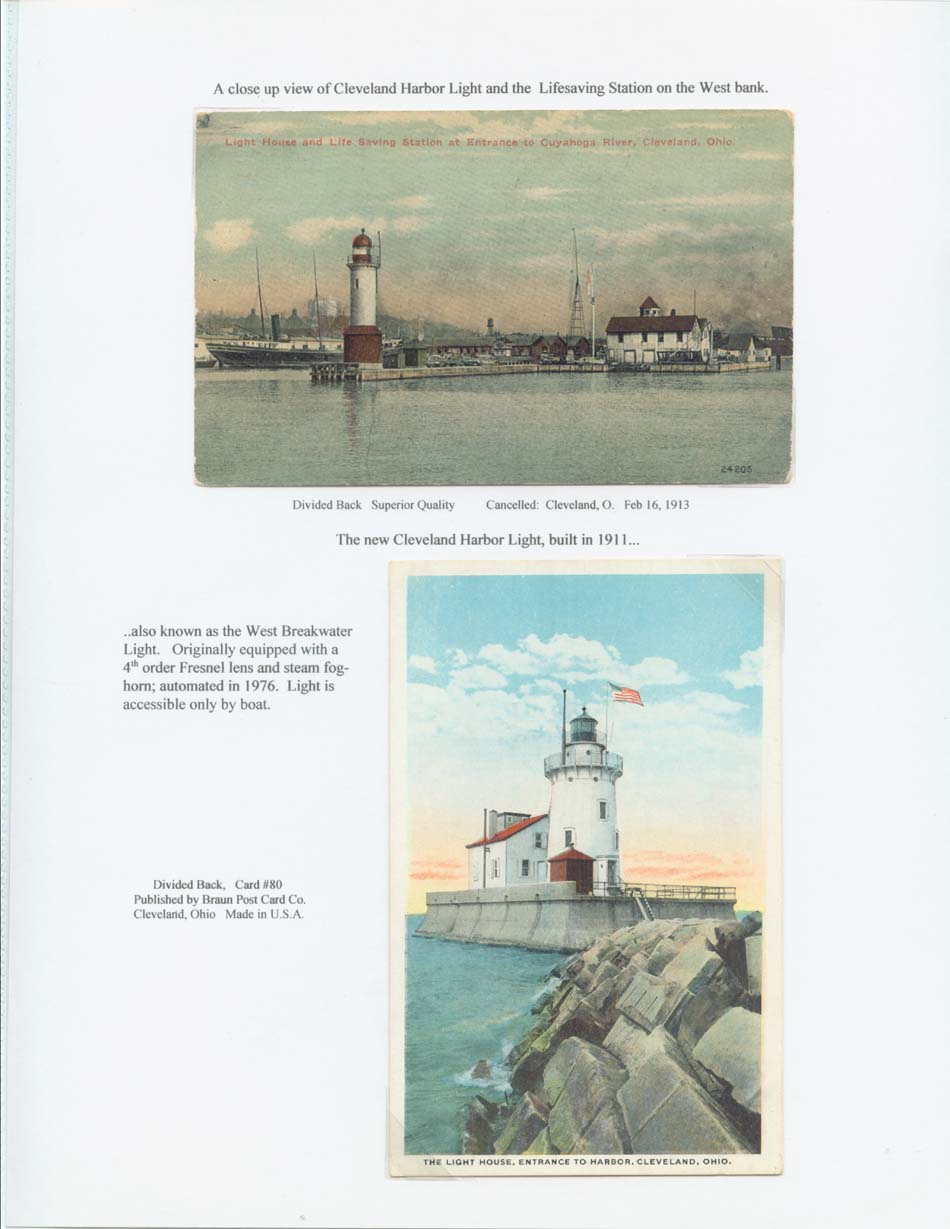 A close up view of Cleveland Harbor Light and the Lifesaving Station on the West bank.
Light House and Life Saving Station at Entrance to Cuyahoga River, Cleveland, Ohio.
24205
Divided Back Superior Quality Cancelled: Cleveland, O. Feb 16, 1913
The new Cleveland Harbor Light, built in 1911...
..also known as the West Breakwater
Light. Originally equipped with a
4th order Fresnel lens and steam fog-
horn; automated in 1976. Light is
accessible only by boat.
Divided Back, Card #80
Published by Braun Post Card Co.
Cleveland, Ohio Made in U.S.A.
THE LIGHT HOUSE, ENTRANCE TO HARBOR, CLEVELAND, OHIO.